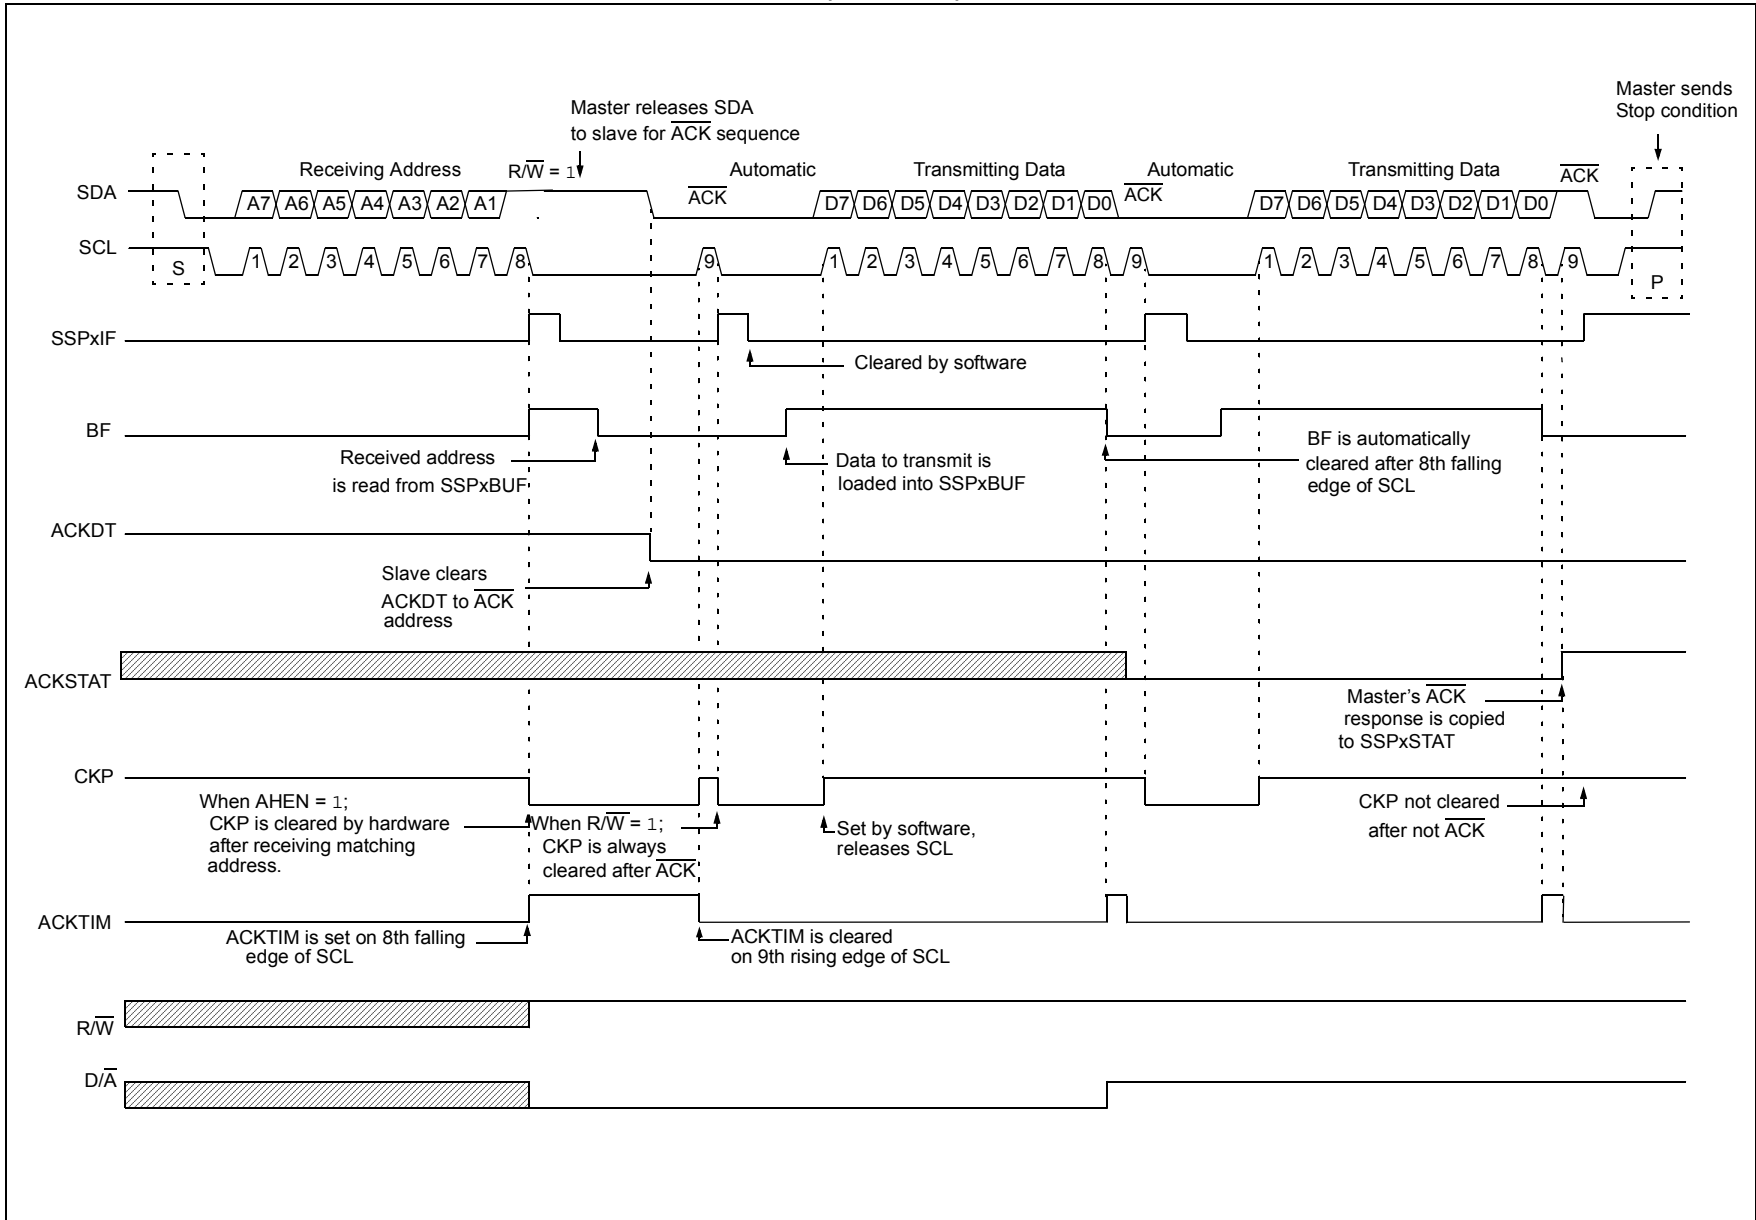 Master sends
Stop condition
Master releases SDA
to slave for A̅C̅K̅ sequence
Receiving Address
R/W̅ = 1
Automatic
Transmitting Data
Automatic
Transmitting Data
A̅C̅K̅
SDA
A7 A6 A5 A4 A3 A2 A1
A̅C̅K̅
D7 D6 D5 D4 D3 D2 D1 D0
A̅C̅K̅
D7 D6 D5 D4 D3 D2 D1 D0
SCL
S
1 2 3 4 5 6 7 8
9
1 2 3 4 5 6 7 8 9
1 2 3 4 5 6 7 8 9
P
SSPxIF
Cleared by software
BF
Received address
is read from SSPxBUF
Data to transmit is
loaded into SSPxBUF
BF is automatically
cleared after 8th falling
edge of SCL
ACKDT
Slave clears
ACKDT to A̅C̅K̅
address
ACKSTAT
Master's A̅C̅K̅
response is copied
to SSPxSTAT
CKP
When AHEN = 1;
CKP is cleared by hardware
after receiving matching
address.
When R/W̅ = 1;
CKP is always
cleared after A̅C̅K̅
Set by software,
releases SCL
CKP not cleared
after not A̅C̅K̅
ACKTIM
ACKTIM is set on 8th falling
edge of SCL
ACKTIM is cleared
on 9th rising edge of SCL
R/W̅
D/A̅